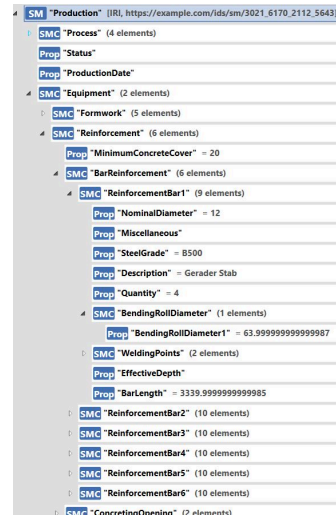 SM "Production" [IRI, https://example.com/ids/sm/3021_6170_2112_5643]
SMC "Process" (4 elements)
Prop "Status"
Prop "ProductionDate"
SMC "Equipment" (2 elements)
SMC "Formwork" (5 elements)
SMC "Reinforcement" (6 elements)
Prop "MinimumConcreteCover" = 20
SMC "BarReinforcement" (6 elements)
SMC "ReinforcementBar1" (9 elements)
Prop "NominalDiameter" = 12
Prop "Miscellaneous"
Prop "SteelGrade" = B500
Prop "Description" = Gerader Stab
Prop "Quantity" = 4
SMC "BendingRollDiameter" (1 elements)
Prop "BendingRollDiameter1" = 63.999999999999987
SMC "WeldingPoints" (2 elements)
Prop "EffectiveDepth"
Prop "BarLength" = 3339.9999999999985
SMC "ReinforcementBar2" (10 elements)
SMC "ReinforcementBar3" (10 elements)
SMC "ReinforcementBar4" (10 elements)
SMC "ReinforcementBar5" (10 elements)
SMC "ReinforcementBar6" (10 elements)
SMC "ConcretingOpening" (2 elements)